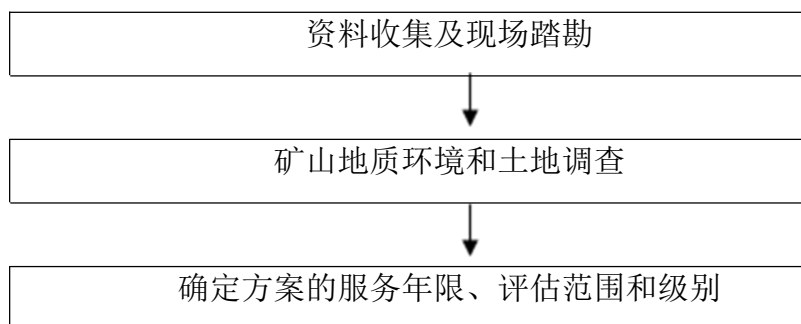 资料收集及现场踏勘
矿山地质环境和土地调查
确定方案的服务年限、评估范围和级别